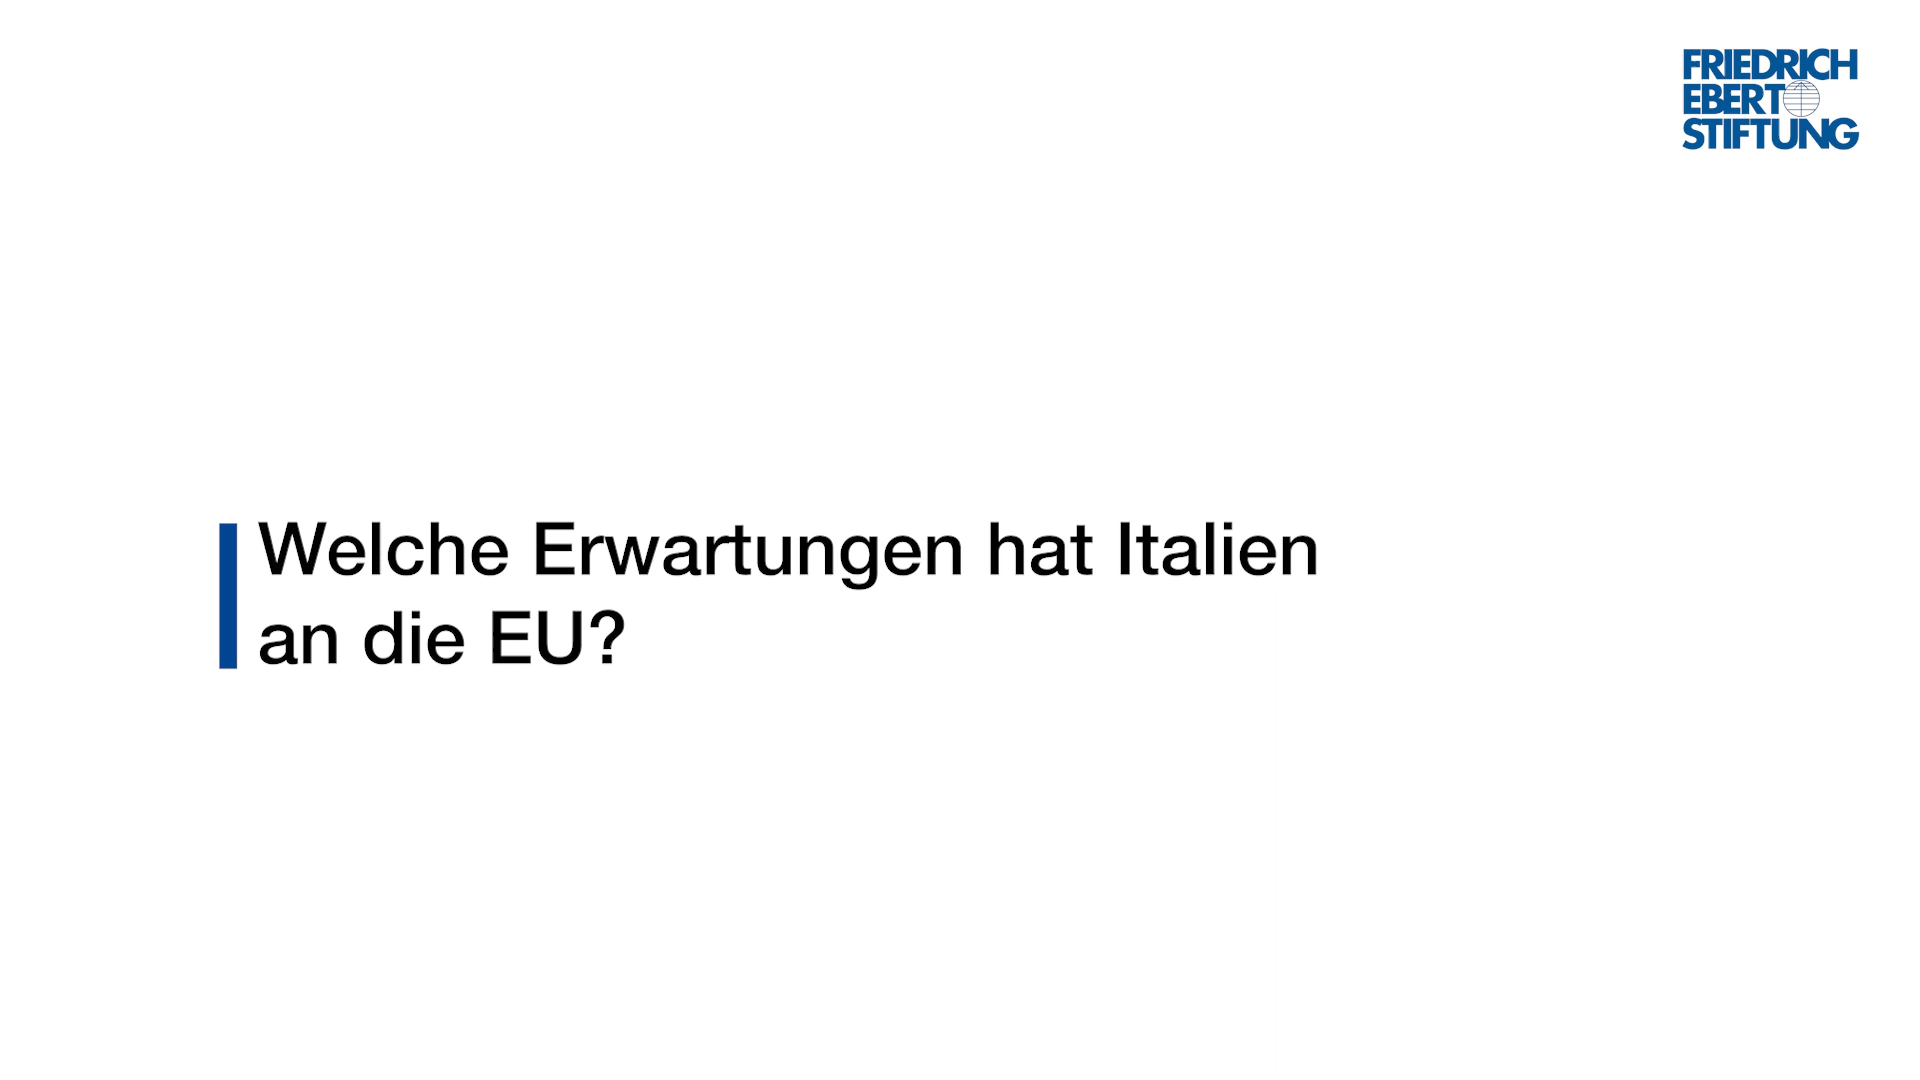 FRIEDRICH
EBERT
STIFTUNG
Welche Erwartungen hat Italien
an die EU?